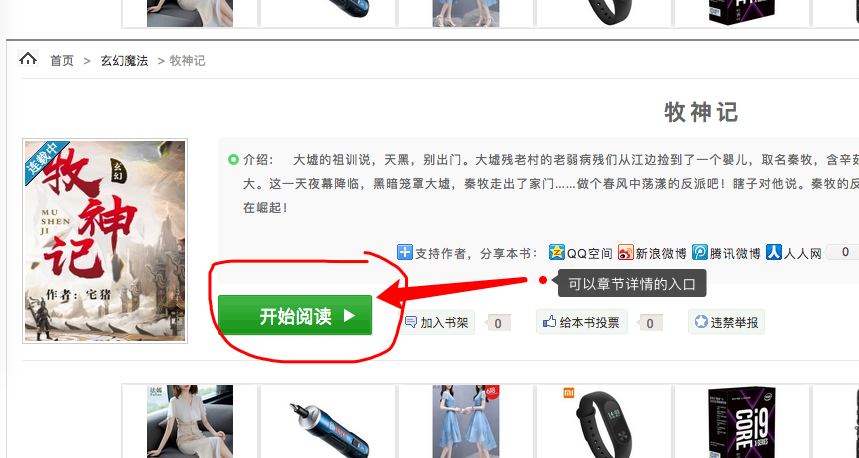 首页 > 玄幻魔法 > 牧神记
牧神记
连载中
玄幻
牧神记
MU
SHEN
JI
作者：宅猪
介绍： 大墟的祖训说，天黑，别出门。大墟残老村的老弱病残们从江边捡到了一个婴儿，取名秦牧，含辛茹
大。这一天夜幕降临，黑暗笼罩大墟，秦牧走出了家门……做个春风中荡漾的反派吧！瞎子对他说。秦牧的反
在崛起！
支持作者，分享本书： QQ空间 新浪微博 腾讯微博 人人网 0
可以章节详情的入口
开始阅读
加入书架 0 给本书投票 0 违禁举报
618
MI
CORE i9
X-SERIES